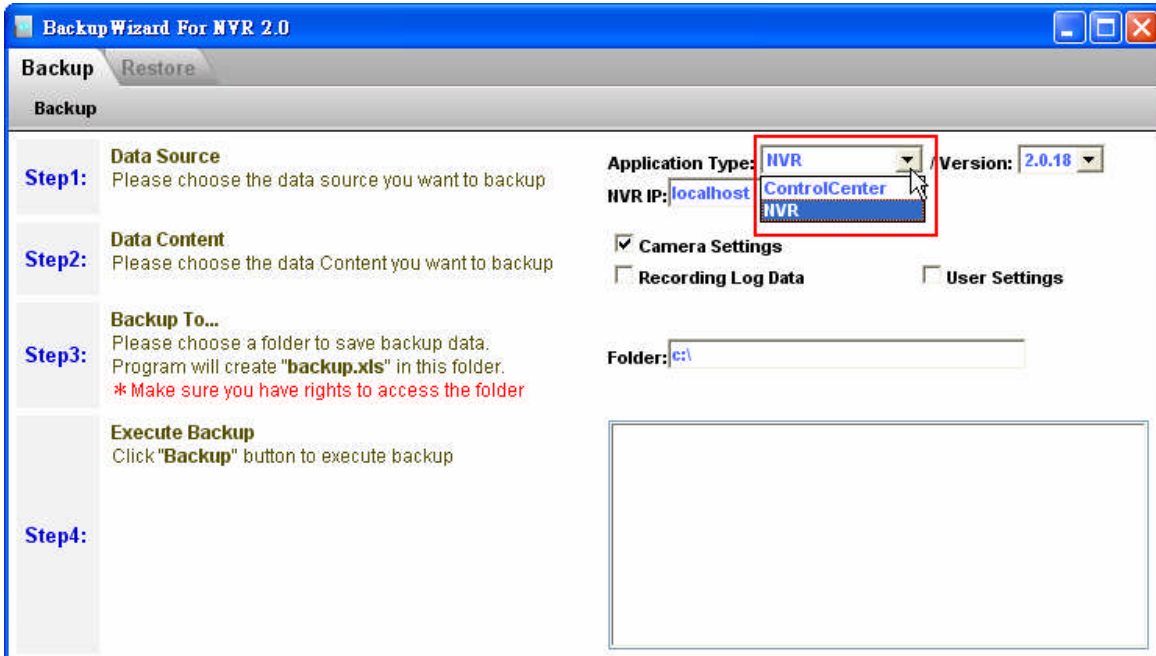 BackupWizard For NVR 2.0
Backup Restore
Backup
Step1:
Data Source
Please choose the data source you want to backup
Application Type: NVR / Version: 2.0.18
NVR IP: localhost
ControlCenter
NVR
Step2:
Data Content
Please choose the data Content you want to backup
Camera Settings
Recording Log Data
User Settings
Step3:
Backup To...
Please choose a folder to save backup data.
Program will create "backup.xls" in this folder.
* Make sure you have rights to access the folder
Folder: c:\
Step4:
Execute Backup
Click "Backup" button to execute backup